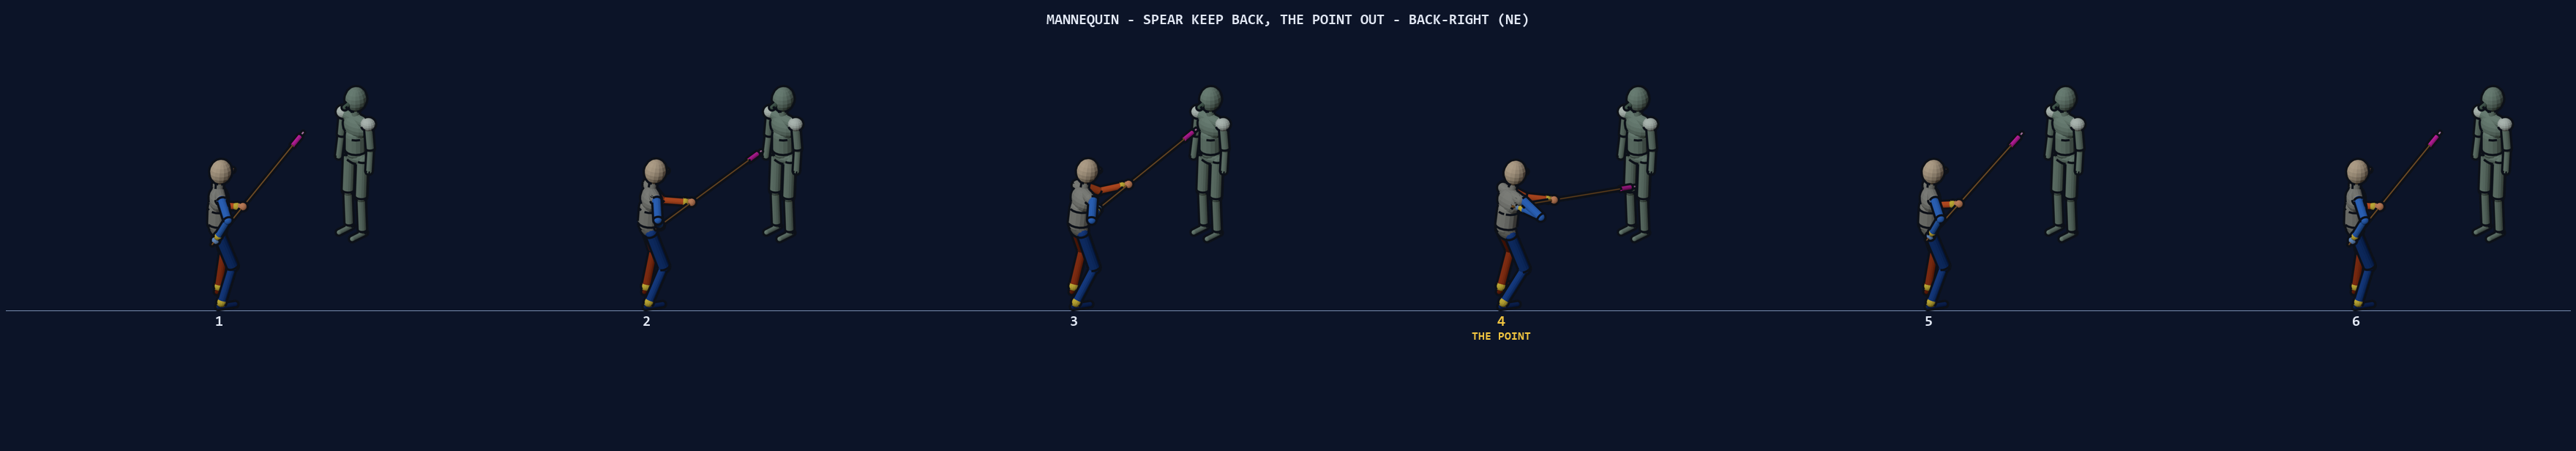 MANNEQUIN - SPEAR KEEP BACK, THE POINT OUT - BACK-RIGHT (NE)
1 2 3 4 5 6
THE POINT